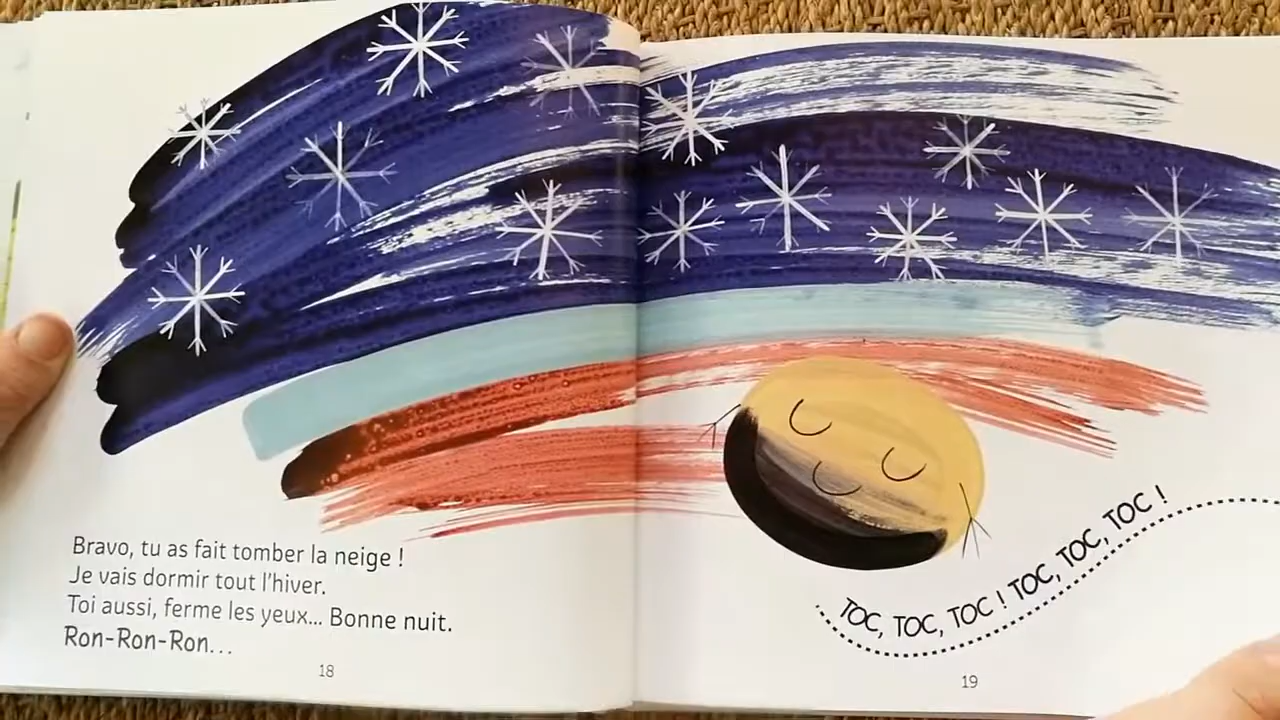 Bravo, tu as fait tomber la neige !
Je vais dormir tout l'hiver.
Toi aussi, ferme les yeux... Bonne nuit.
Ron-Ron-Ron...
18
TOC, TOC, TOC ! TOC, TOC, TOC !
19